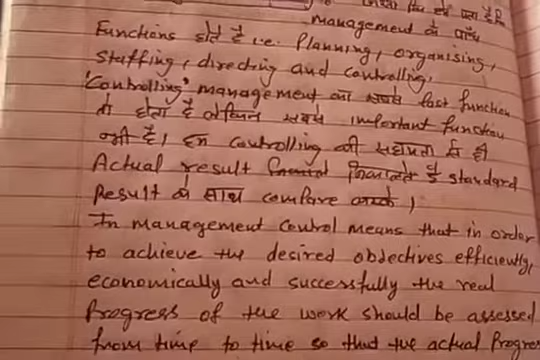 management के पांच
Functions होते है i.e. Planning, organising,
Staffing, directing and controlling.
'Controlling' management का सबसे last function
तो होता है लेकिन सबसे important function
भी है। इन controlling की सहायता से ही
Actual result निकालते है standard
Result के साथ compare करके।
In management Control means that in order
to achieve the desired objectives efficiently,
economically and successfully the real
Progress of the work should be assessed
from time to time so that the actual Progres